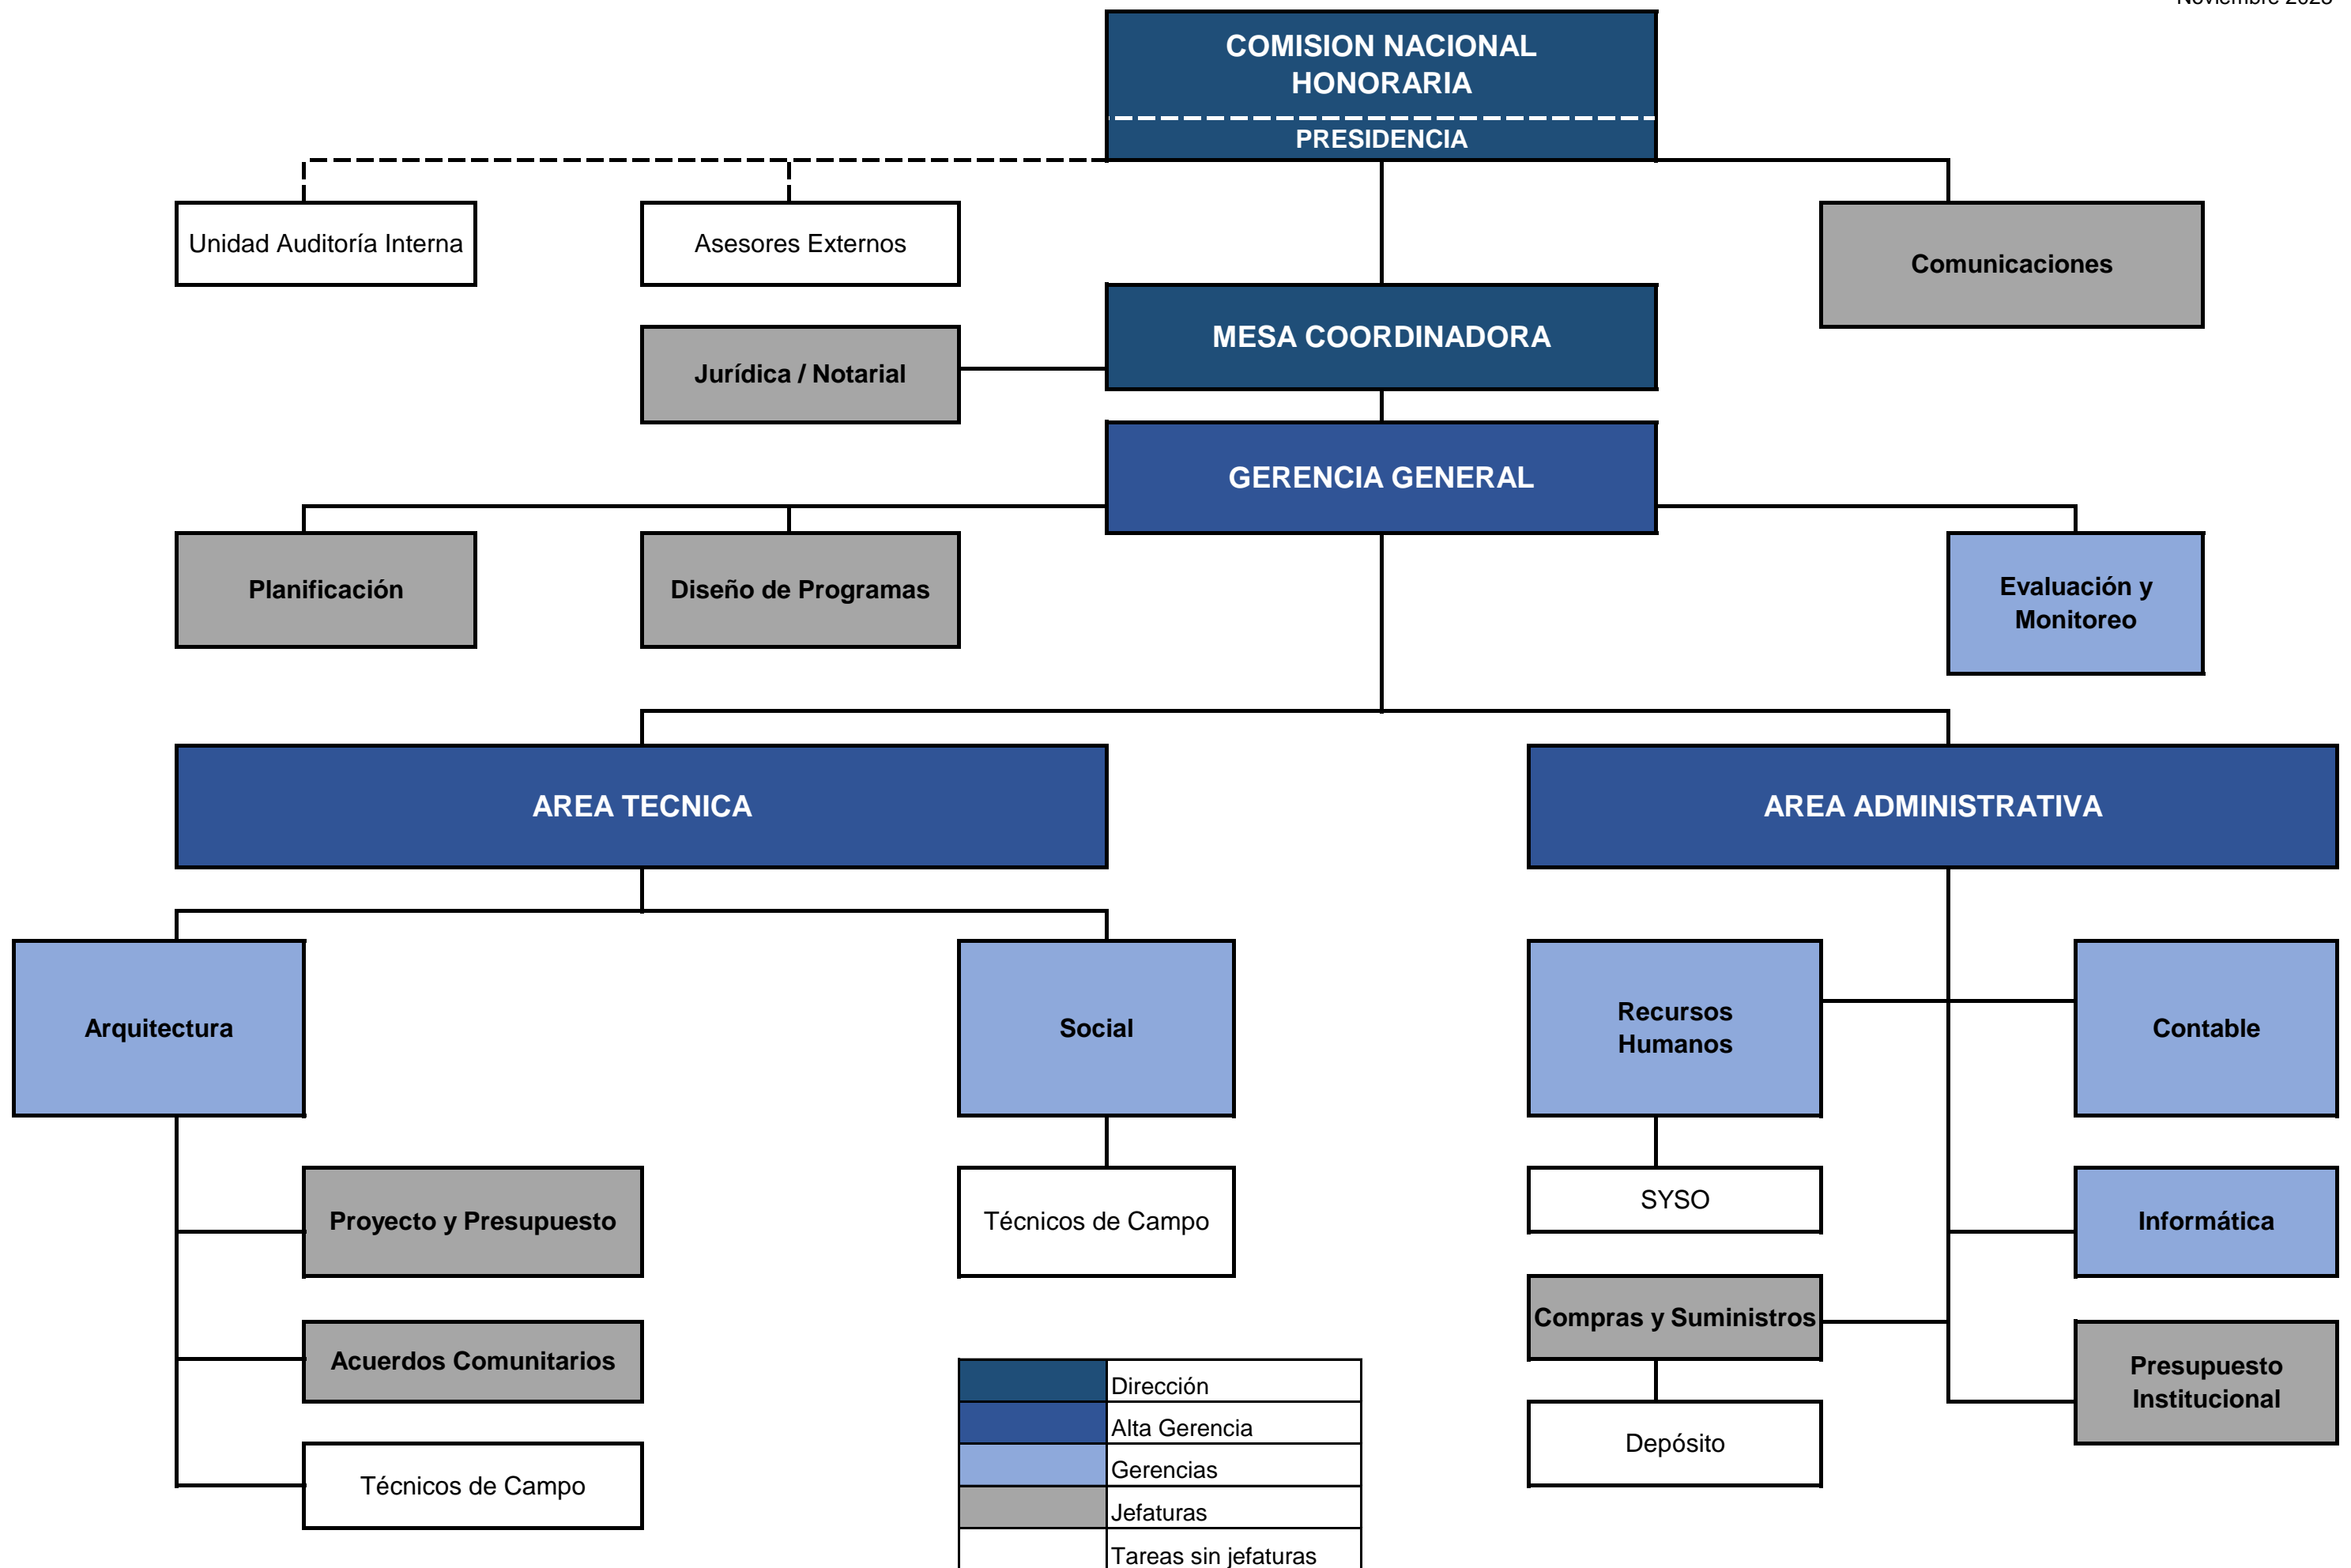 COMISION NACIONAL
HONORARIA
PRESIDENCIA
Unidad Auditoría Interna
Asesores Externos
Comunicaciones
MESA COORDINADORA
Jurídica / Notarial
GERENCIA GENERAL
Planificación
Diseño de Programas
Evaluación y
Monitoreo
AREA TECNICA
AREA ADMINISTRATIVA
Arquitectura
Social
Recursos
Humanos
Contable
Proyecto y Presupuesto
Técnicos de Campo
SYSO
Informática
Compras y Suministros
Acuerdos Comunitarios
Presupuesto
Institucional
Depósito
Técnicos de Campo
Dirección
Alta Gerencia
Gerencias
Jefaturas
Tareas sin jefaturas